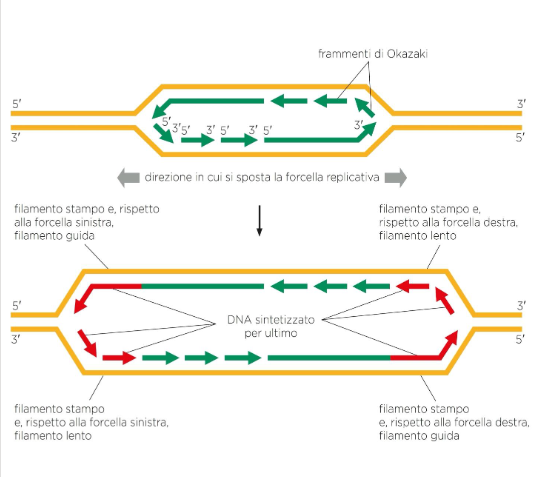 frammenti di Okazaki
5′
3′
5′
3′
5′
3′
5′
3′
5′
3′
3′
5′
direzione in cui si sposta la forcella replicativa
filamento stampo e, rispetto
alla forcella sinistra,
filamento guida
filamento stampo e,
rispetto alla forcella destra,
filamento lento
5′
3′
DNA sintetizzato
per ultimo
3′
5′
filamento stampo
e, rispetto alla forcella sinistra,
filamento lento
filamento stampo
e, rispetto alla forcella destra,
filamento guida